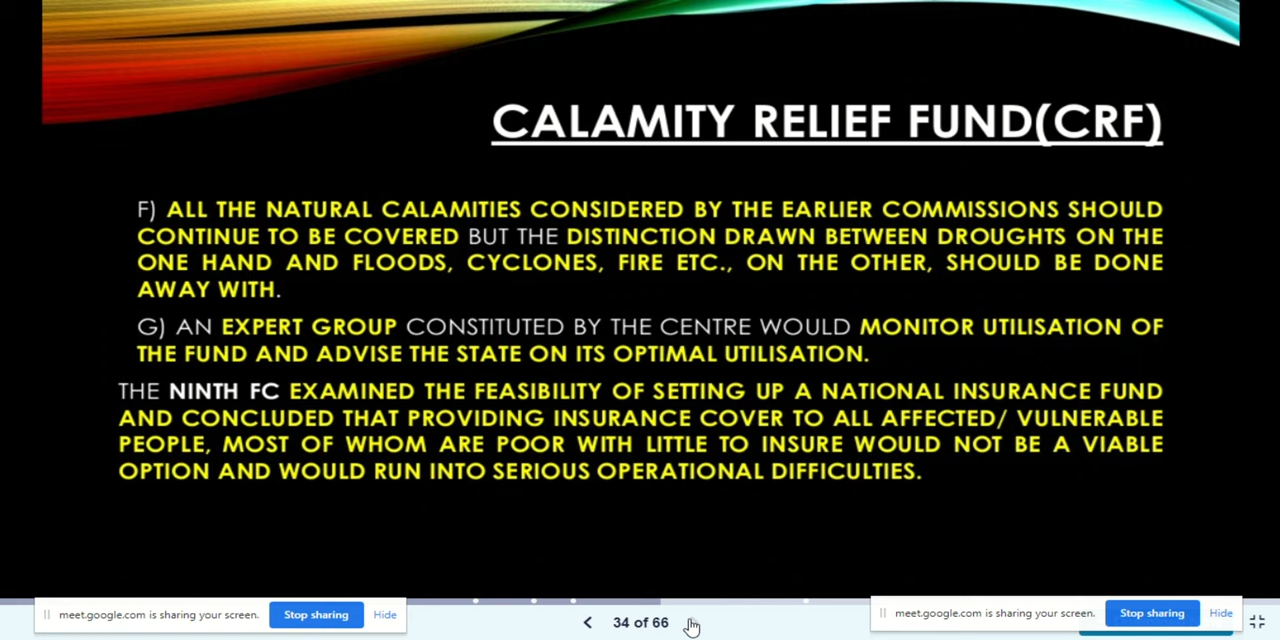 CALAMITY RELIEF FUND(CRF)
F) ALL THE NATURAL CALAMITIES CONSIDERED BY THE EARLIER COMMISSIONS SHOULD
CONTINUE TO BE COVERED BUT THE DISTINCTION DRAWN BETWEEN DROUGHTS ON THE
ONE HAND AND FLOODS, CYCLONES, FIRE ETC., ON THE OTHER, SHOULD BE DONE
AWAY WITH.
G) AN EXPERT GROUP CONSTITUTED BY THE CENTRE WOULD MONITOR UTILISATION OF
THE FUND AND ADVISE THE STATE ON ITS OPTIMAL UTILISATION.
THE NINTH FC EXAMINED THE FEASIBILITY OF SETTING UP A NATIONAL INSURANCE FUND
AND CONCLUDED THAT PROVIDING INSURANCE COVER TO ALL AFFECTED/ VULNERABLE
PEOPLE, MOST OF WHOM ARE POOR WITH LITTLE TO INSURE WOULD NOT BE A VIABLE
OPTION AND WOULD RUN INTO SERIOUS OPERATIONAL DIFFICULTIES.
meet.google.com is sharing your screen. Stop sharing Hide
34 of 66
meet.google.com is sharing your screen. Stop sharing Hide